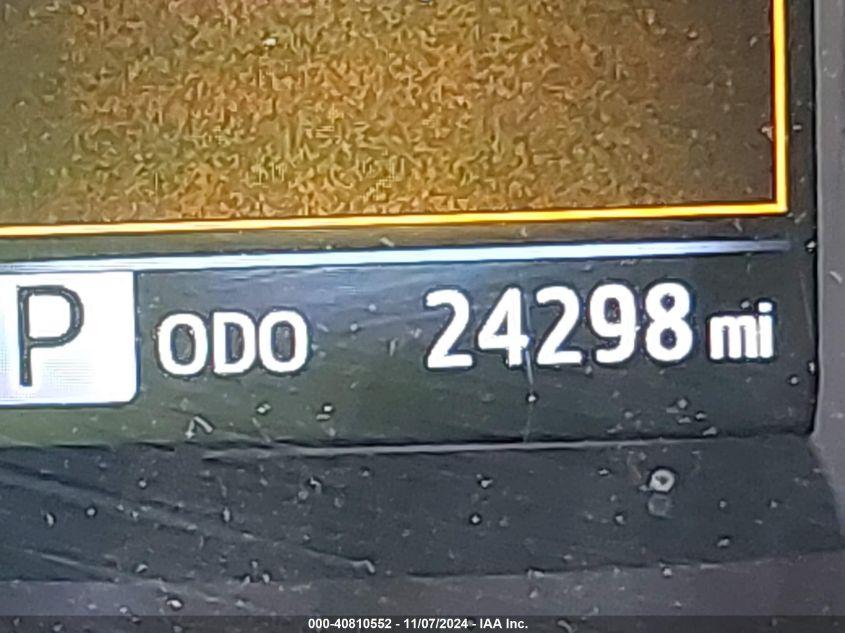 P ODO 24298 mi
000-40810552 - 11/07/2024 - IAA Inc.